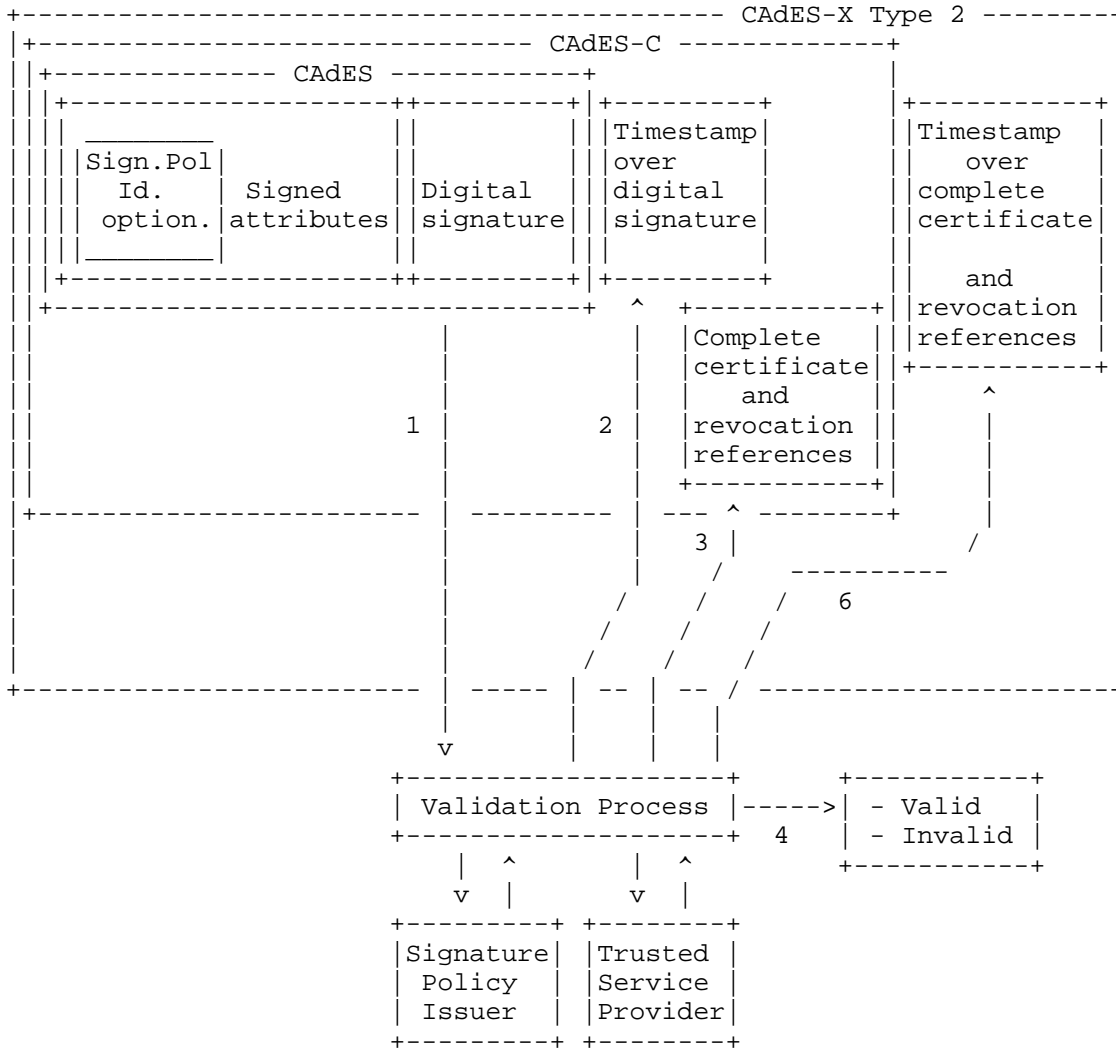 CAdES-X Type 2
CAdES-C
CAdES
Sign.Pol
Id.
option.
Signed
attributes
Digital
signature
Timestamp
over
digital
signature
Timestamp
over
complete
certificate
and
revocation
references
Complete
certificate
and
revocation
references
1
2
3
6
Validation Process
4
- Valid
- Invalid
Signature
Policy
Issuer
Trusted
Service
Provider